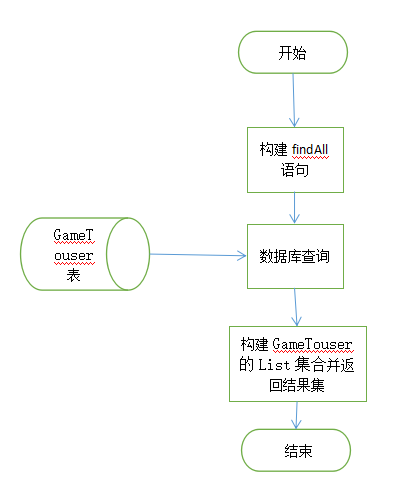 开始
构建 findAll
语句
GameT
ouser
表
数据库查询
构建 GameTouser
的 List 集合并返
回结果集
结束